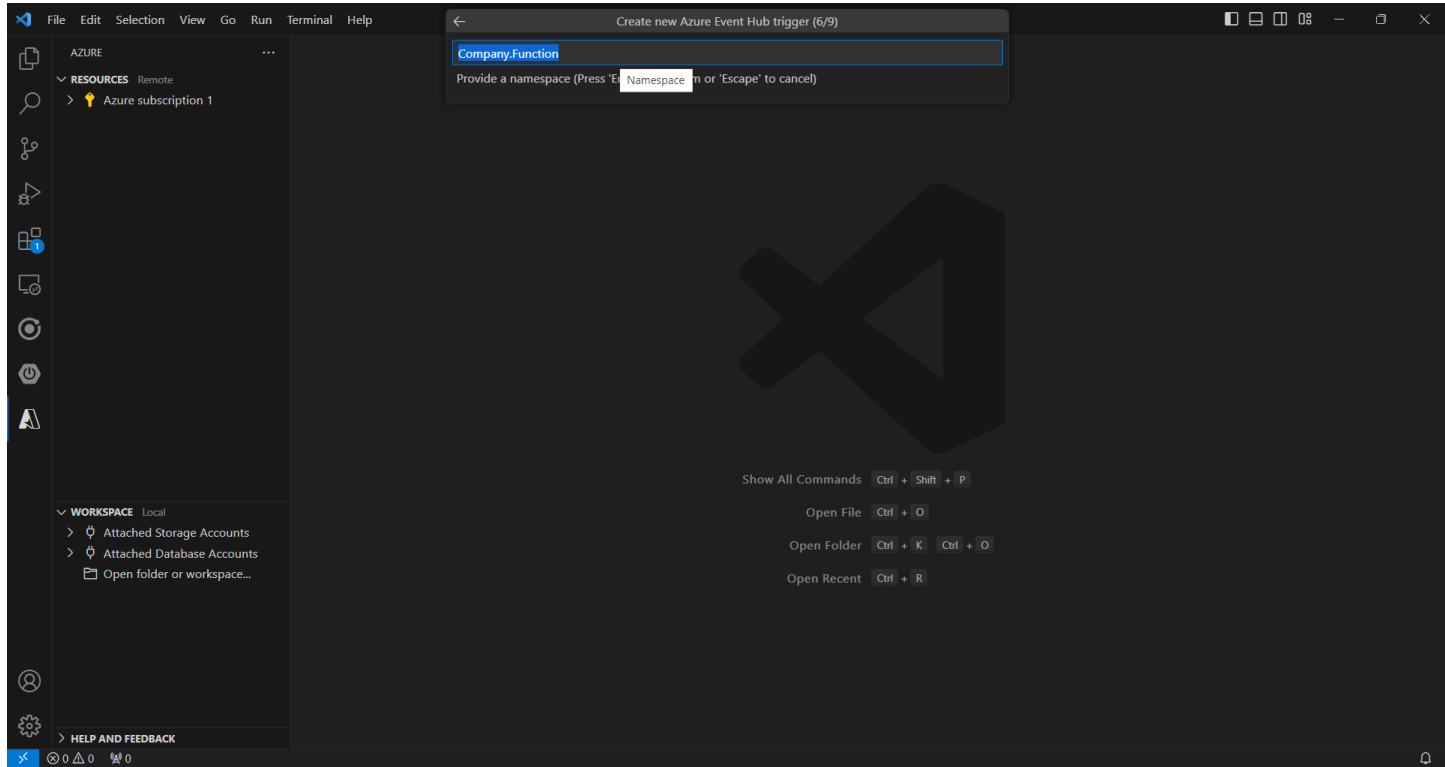 File Edit Selection View Go Run Terminal Help
Create new Azure Event Hub trigger (6/9)
Company.Function
Provide a namespace (Press 'E m or 'Escape' to cancel)
Namespace
AZURE
RESOURCES Remote
Azure subscription 1
1
Show All Commands Ctrl + Shift + P
Open File Ctrl + O
Open Folder Ctrl + K Ctrl + O
Open Recent Ctrl + R
WORKSPACE Local
Attached Storage Accounts
Attached Database Accounts
Open folder or workspace...
HELP AND FEEDBACK
0 0 0